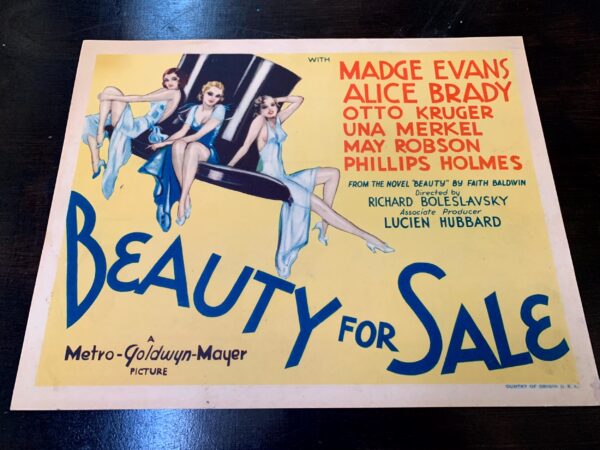 WITH
MADGE EVANS
ALICE BRADY
OTTO KRUGER
UNA MERKEL
MAY ROBSON
PHILLIPS HOLMES
FROM THE NOVEL "BEAUTY" BY FAITH BALDWIN
Directed by
RICHARD BOLESLAVSKY
Associate Producer
LUCIEN HUBBARD
BEAUTY FOR SALE
A
Metro-Goldwyn-Mayer
PICTURE
COUNTRY OF ORIGIN U.S.A.